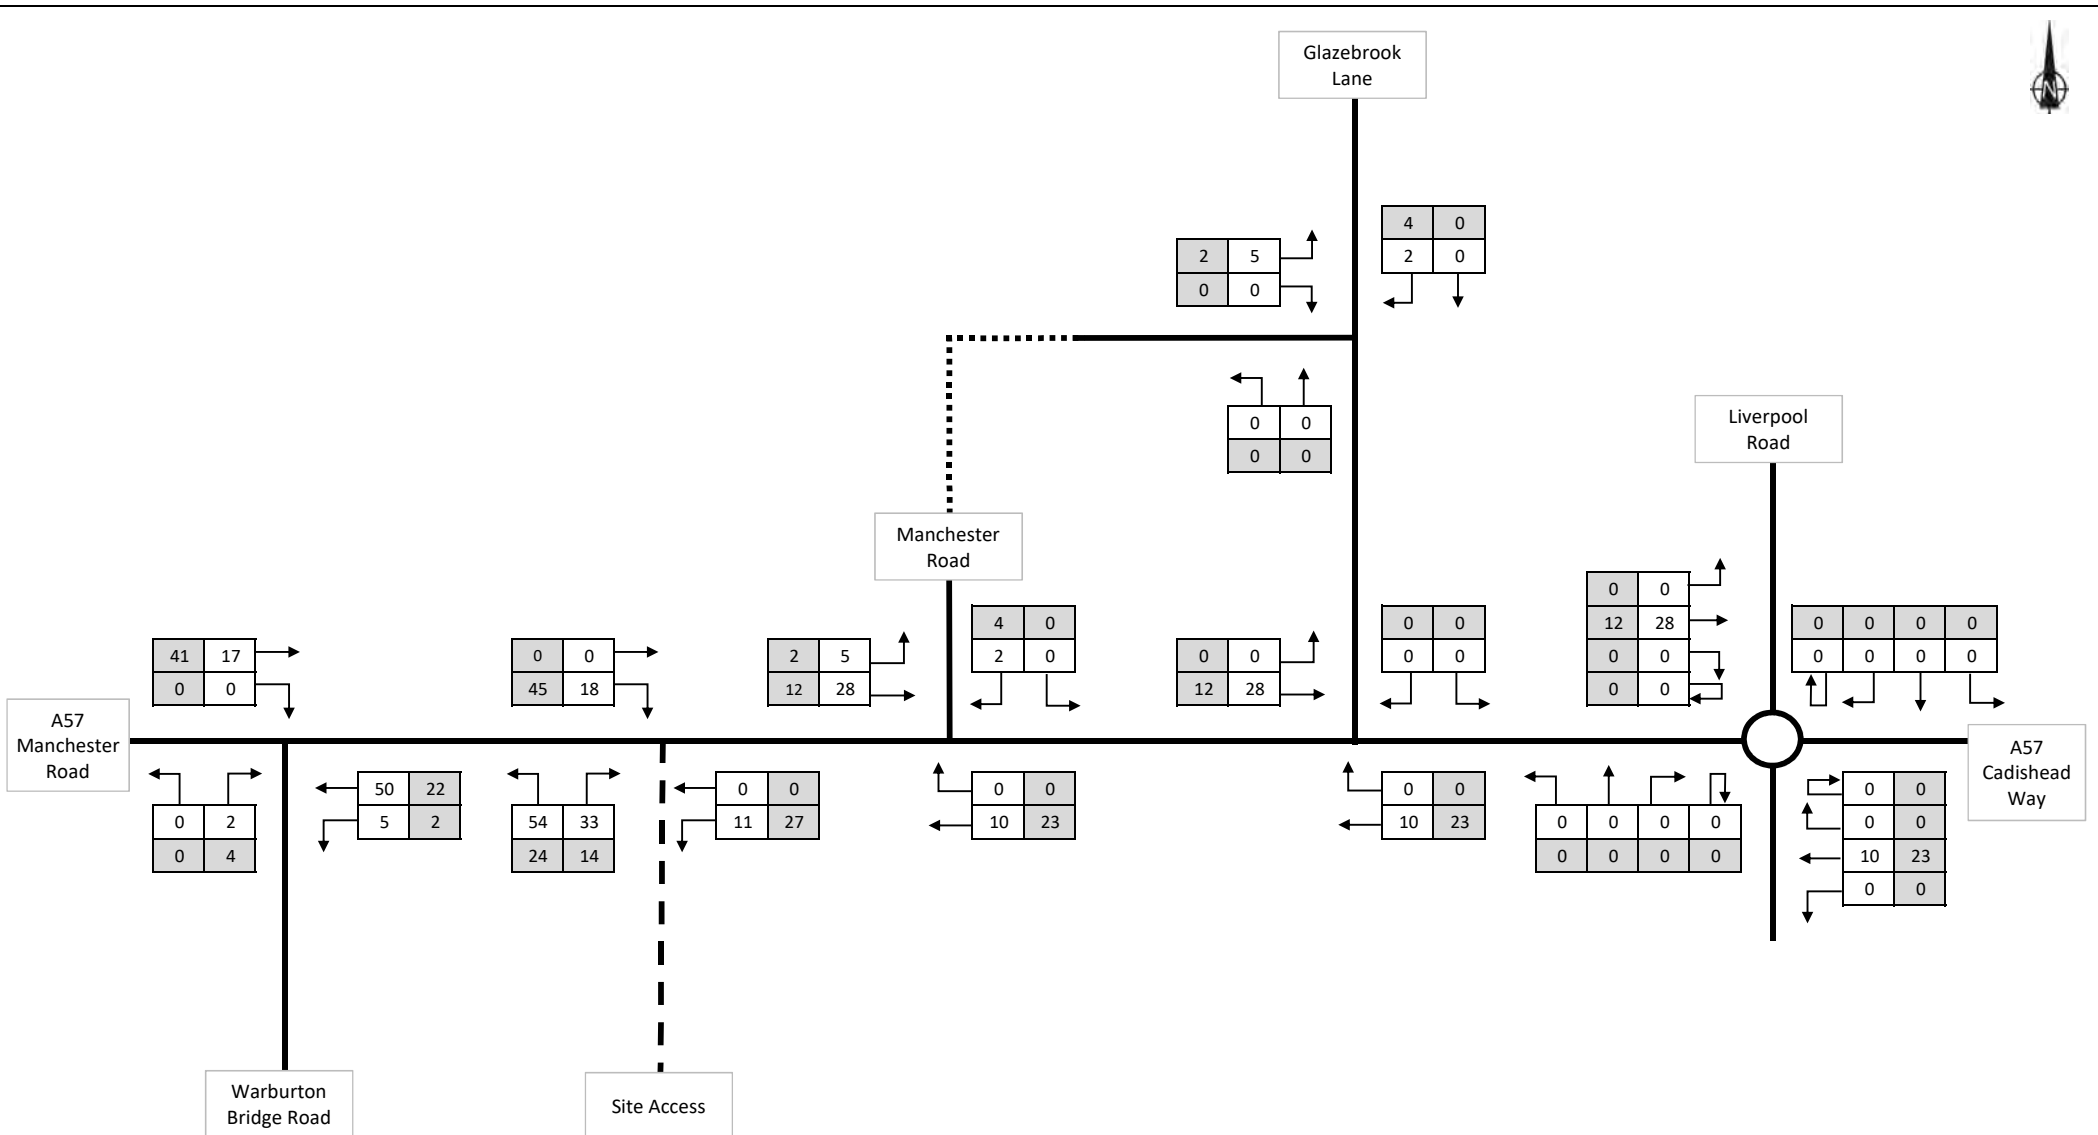 Glazebrook
Lane
N
4 0
2 0
2 5
0 0
0 0
0 0
Liverpool
Road
Manchester
Road
0 0
12 28
0 0
0 0
41 17
0 0
0 0
45 18
2 5
12 28
4 0
2 0
0 0
12 28
0 0
0 0
0 0 0 0
0 0 0 0
A57
Manchester
Road
A57
Cadishead
Way
0 2
0 4
50 22
5 2
54 33
24 14
0 0
11 27
0 0
10 23
0 0
10 23
0 0 0 0
0 0 0 0
0 0
0 0
10 23
0 0
Warburton
Bridge Road
Site Access